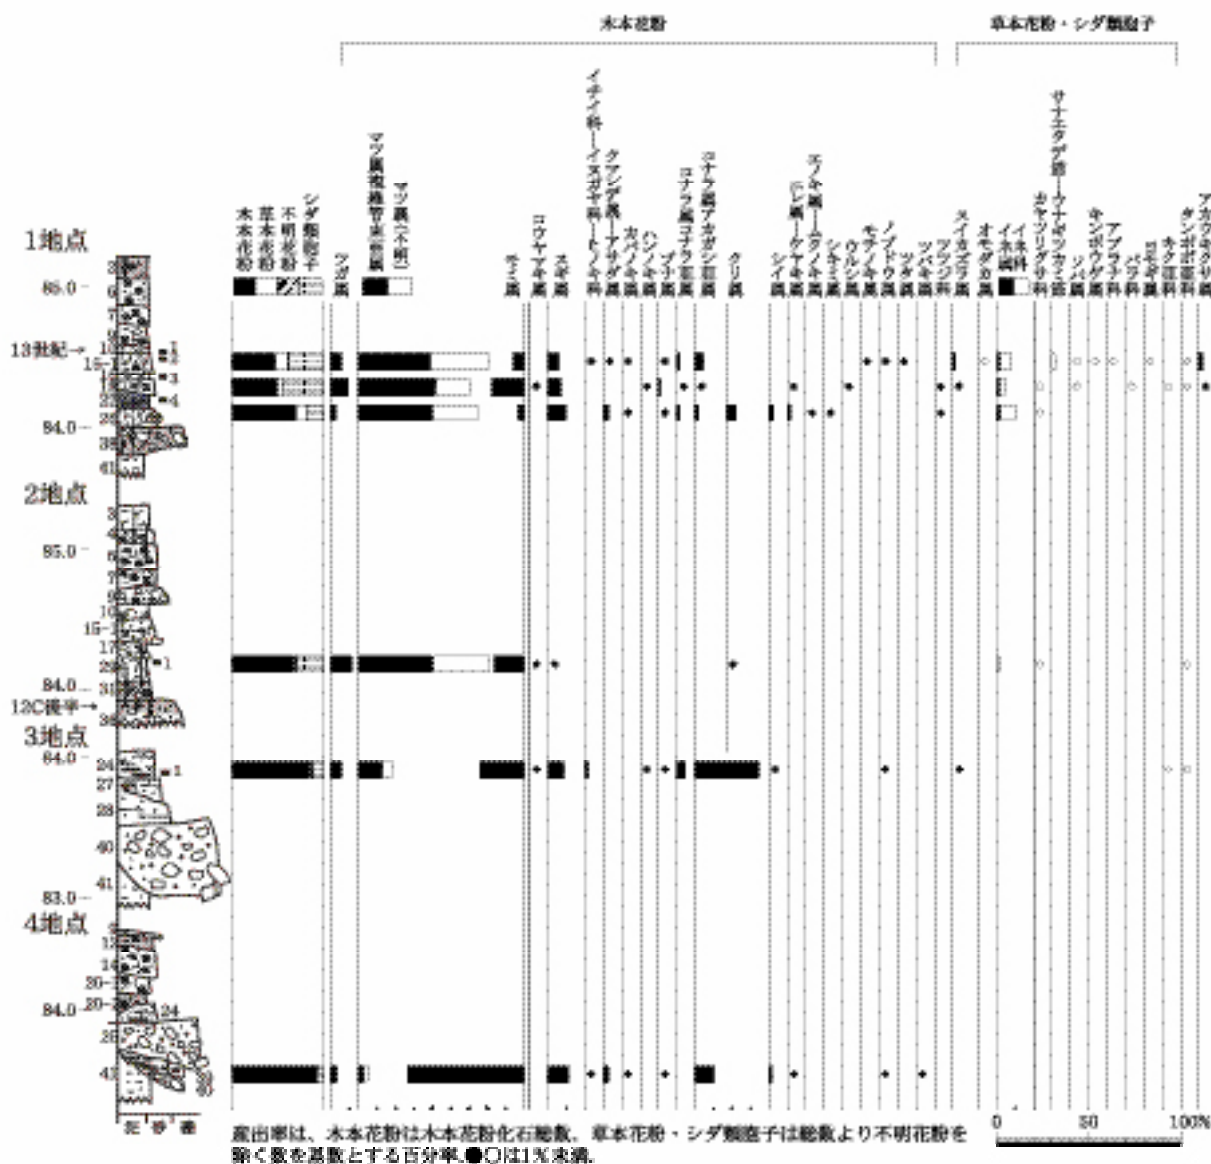 木本花粉
草本花粉・シダ類胞子
木本花粉
草本花粉
不明花粉
シダ類胞子
ツガ属
マツ属複維管束亜属
マツ属(不明)
モミ属
コウヤマキ属
スギ属
イチイ科ーイヌガヤ科ーヒノキ科
クマシデ属ーアサダ属
カバノキ属
ハンノキ属
ブナ属
コナラ属コナラ亜属
コナラ属アカガシ亜属
クリ属
シイ属
ニレ属ーケヤキ属
エノキ属ームクノキ属
シキミ属
ウルシ属
モチノキ属
ノブドウ属
ツタ属
ツバキ属
ツツジ科
スイカズラ属
オモダカ属
イネ属
イネ科
カヤツリグサ科
サナエタデ節ーウナギツカミ節
ソバ属
キンポウゲ属
アブラナ科
バラ科
ヨモギ属
キク亜科
タンポポ亜科
1地点
85.0
13世紀→
84.0
2地点
85.0
84.0
12C後半→
3地点
84.0
83.0
4地点
84.0
0
50
100%
産出率は、木本花粉は木本花粉化石総数、草本花粉・シダ類胞子は総数より不明花粉を
除く数を基数とする百分率.●○は1%未満.